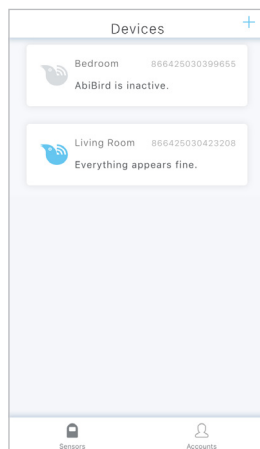 Devices +
Bedroom 866425030399655
AbiBird is inactive.
Living Room 866425030423208
Everything appears fine.
Sensors Accounts